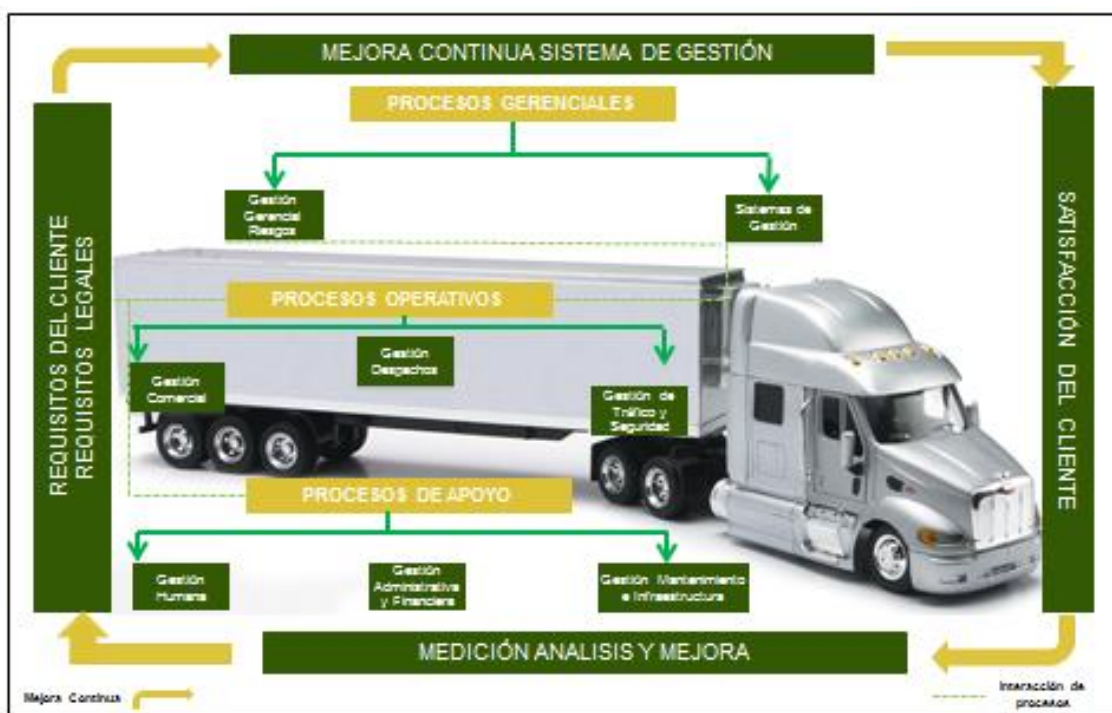 MEJORA CONTINUA SISTEMA DE GESTIÓN
PROCESOS GERENCIALES
Gestión
Gerencial
Riesgos
Sistemas de
Gestión
REQUISITOS DEL CLIENTE
REQUISITOS LEGALES
SATISFACCIÓN DEL CLIENTE
PROCESOS OPERATIVOS
Gestión
Comercial
Gestión
Despachos
Gestión de
Tráfico y
Seguridad
PROCESOS DE APOYO
Gestión
Humana
Gestión
Administrativa
y Financiera
Gestión Mantenimiento
e Infraestructura
MEDICIÓN ANALISIS Y MEJORA
Mejora Continua
Interacción de
procesos